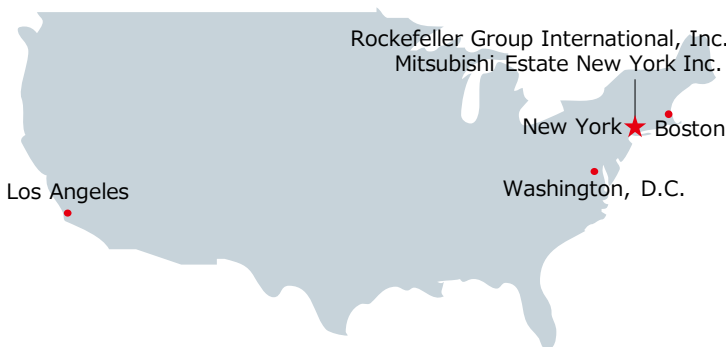 Rockefeller Group International, Inc.
Mitsubishi Estate New York Inc.
New York
Boston
Los Angeles
Washington, D.C.